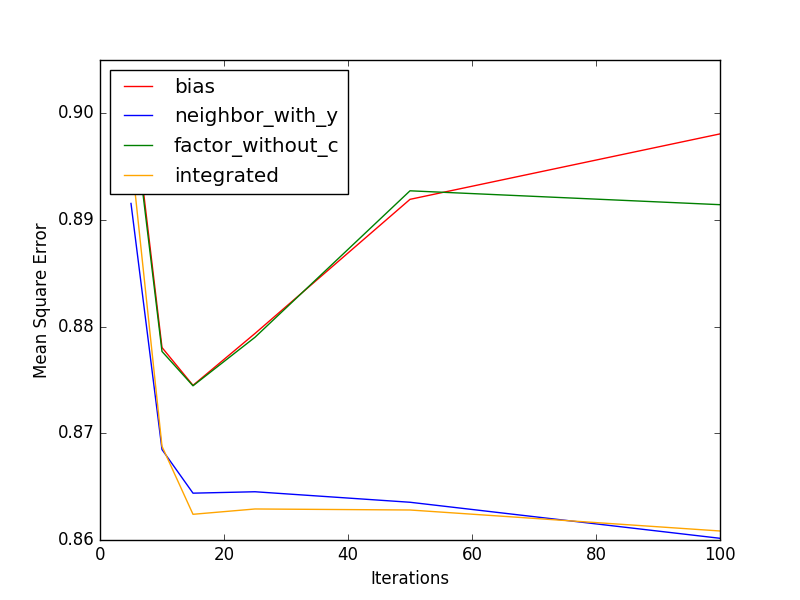 bias
neighbor_with_y
factor_without_c
integrated
0.90
0.89
0.88
0.87
0.86
Mean Square Error
0 20 40 60 80 100
Iterations